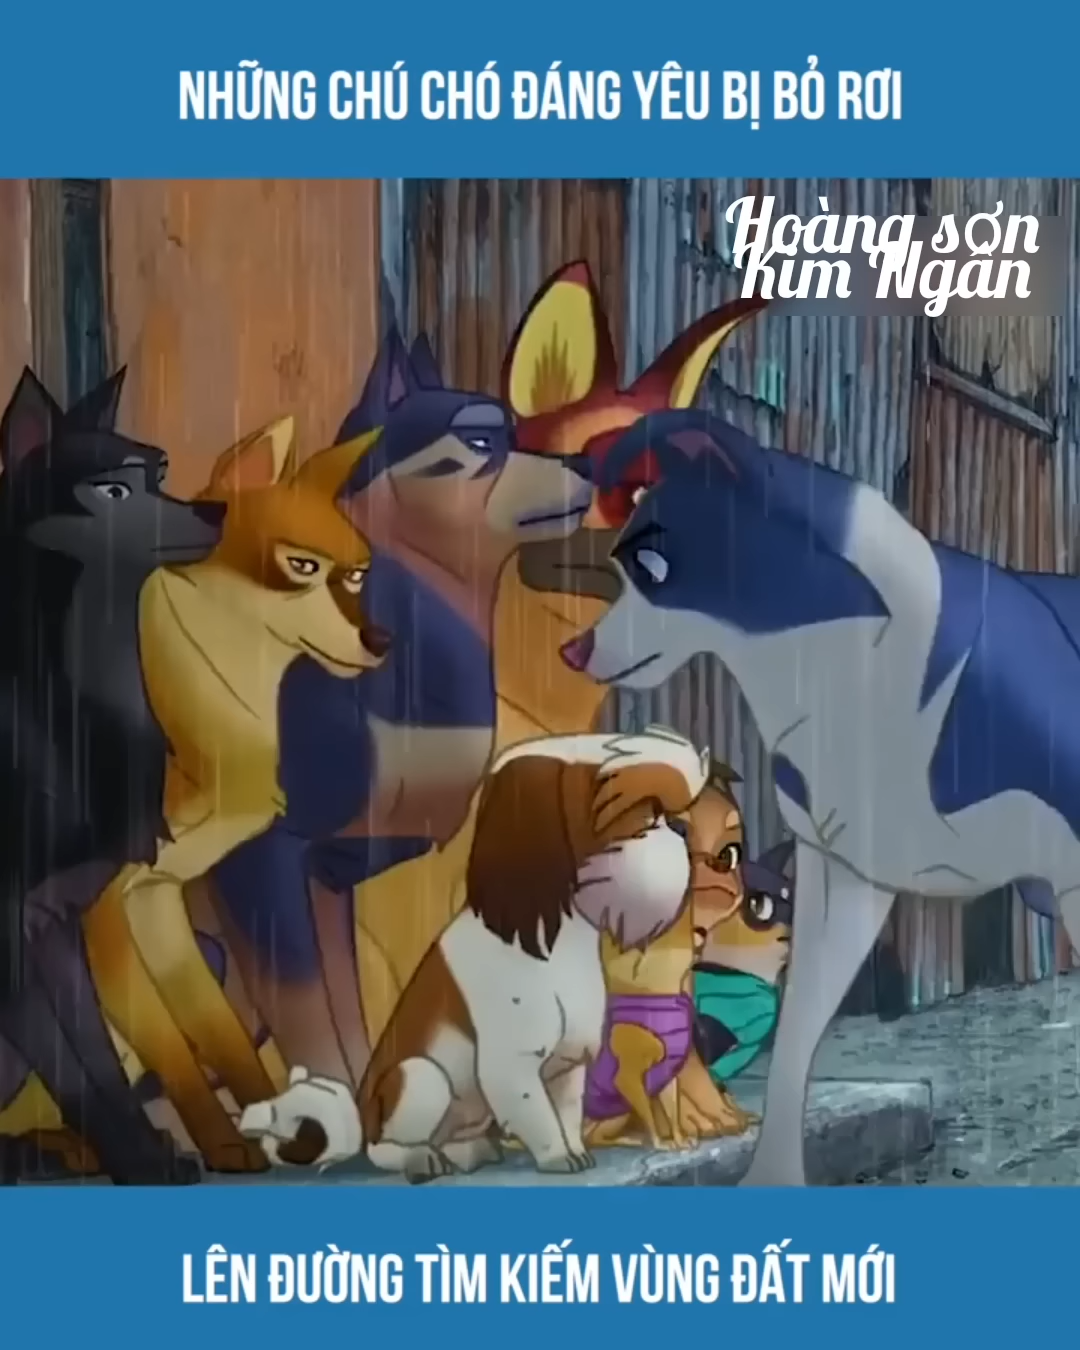 NHỮNG CHÚ CHÓ ĐÁNG YÊU BỊ BỎ RƠI
Hoàng sơn
Kim Ngân
LÊN ĐƯỜNG TÌM KIẾM VÙNG ĐẤT MỚI